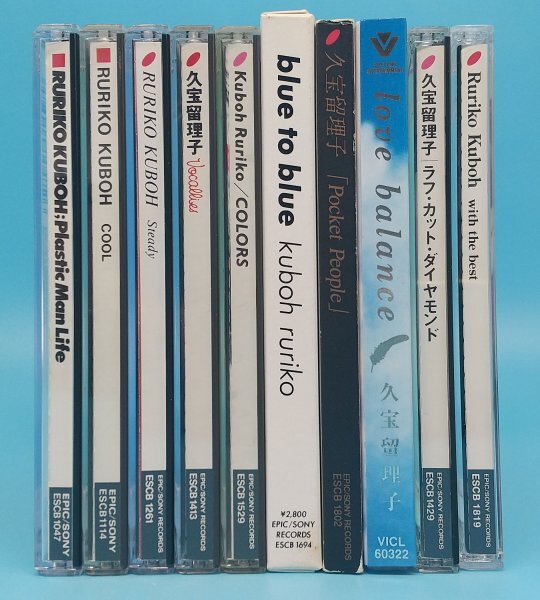 RURIKO KUBOH: Plastic Man Life
EPIC/SONY
ESCB 1047
RURIKO KUBOH COOL
EPIC/SONY
ESCB 1114
RURIKO KUBOH Steady
EPIC/SONY RECORDS
ESCB 1261
久宝留理子 Vocallies
EPIC/SONY RECORDS
ESCB 1413
Kuboh Ruriko/COLORS
EPIC/SONY RECORDS
ESCB 1529
blue to blue kuboh ruriko
¥2,800
EPIC/SONY
RECORDS
ESCB 1694
久宝留理子 「Pocket People」
EPIC/SONY RECORDS
ESCB 1802
love balance 久宝留理子
VICL
60322
久宝留理子/ラフ・カット・ダイヤモンド
EPIC/SONY RECORDS
ESCB 1429
Ruriko Kuboh with the best
EPIC/SONY RECORDS
ESCB 1819